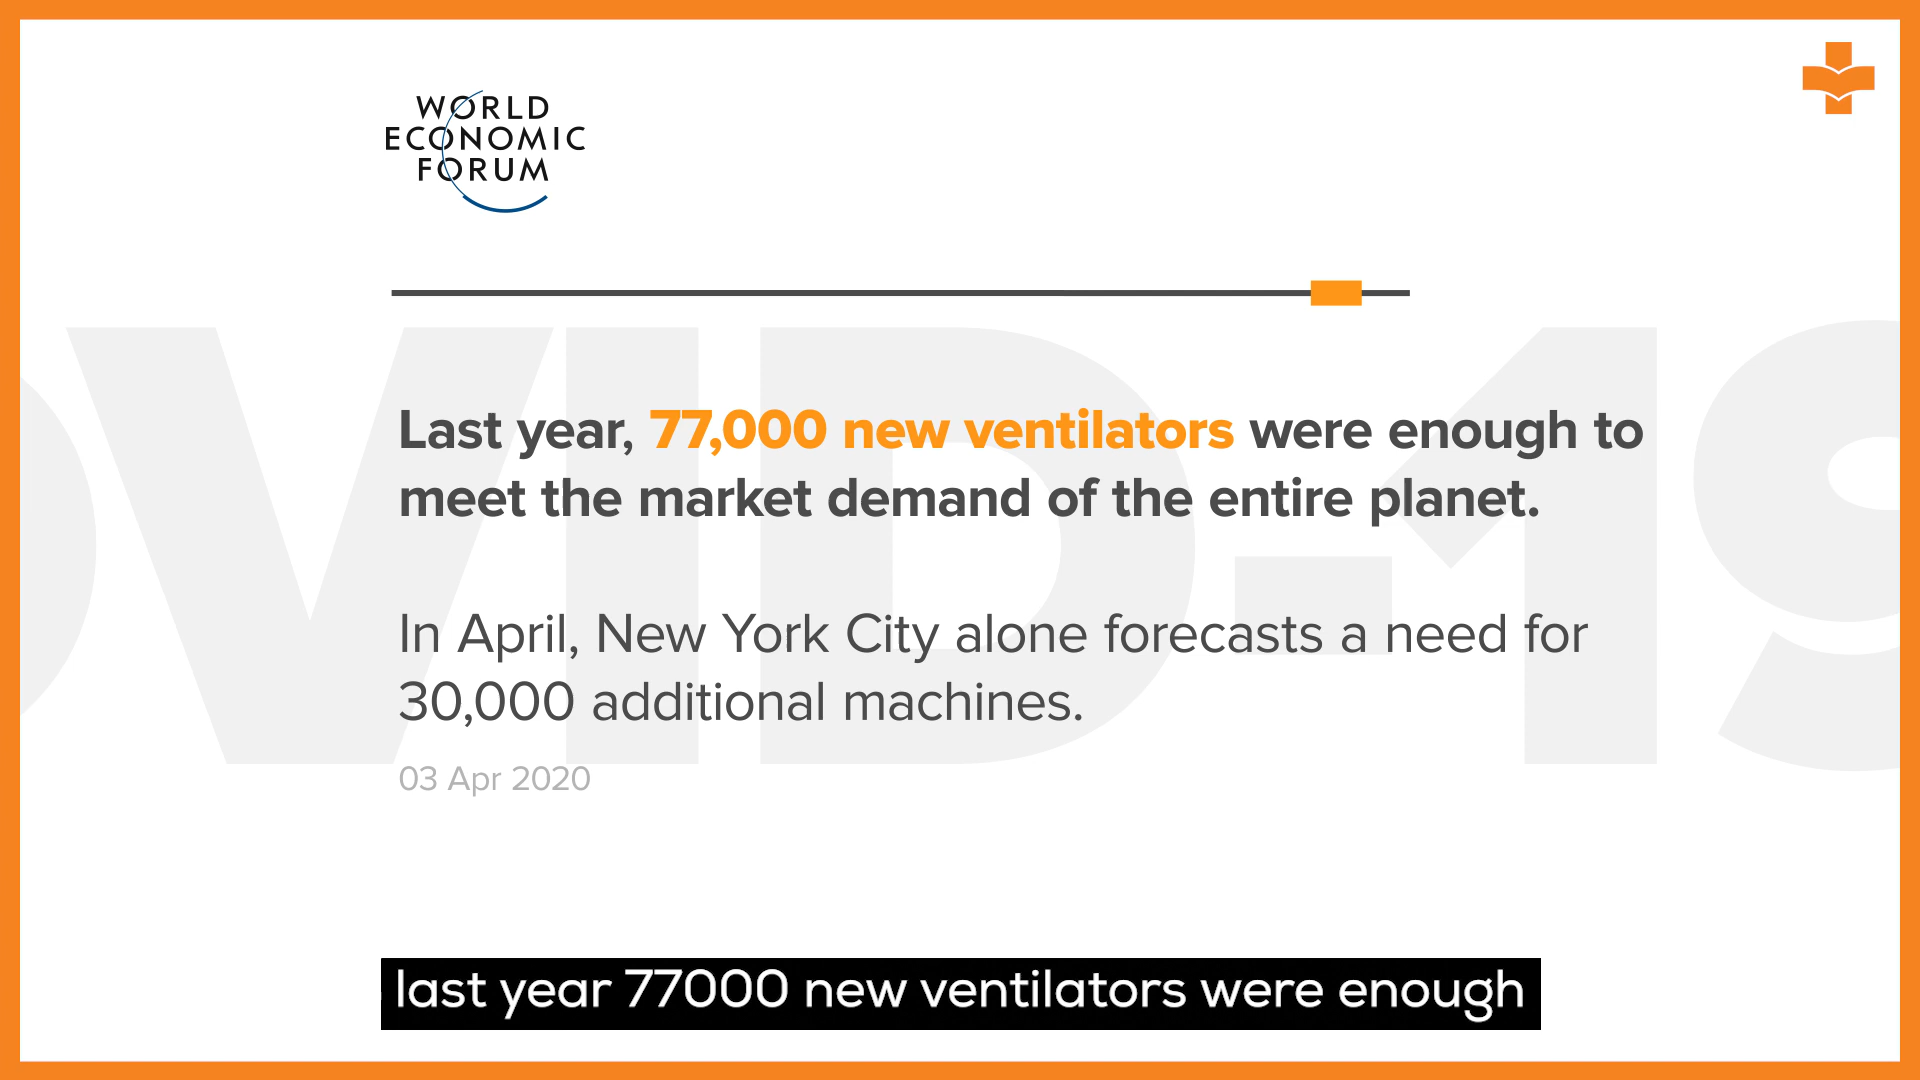 WORLD
ECONOMIC
FORUM
OVID-19
Last year, 77,000 new ventilators were enough to
meet the market demand of the entire planet.
In April, New York City alone forecasts a need for
30,000 additional machines.
03 Apr 2020
last year 77000 new ventilators were enough